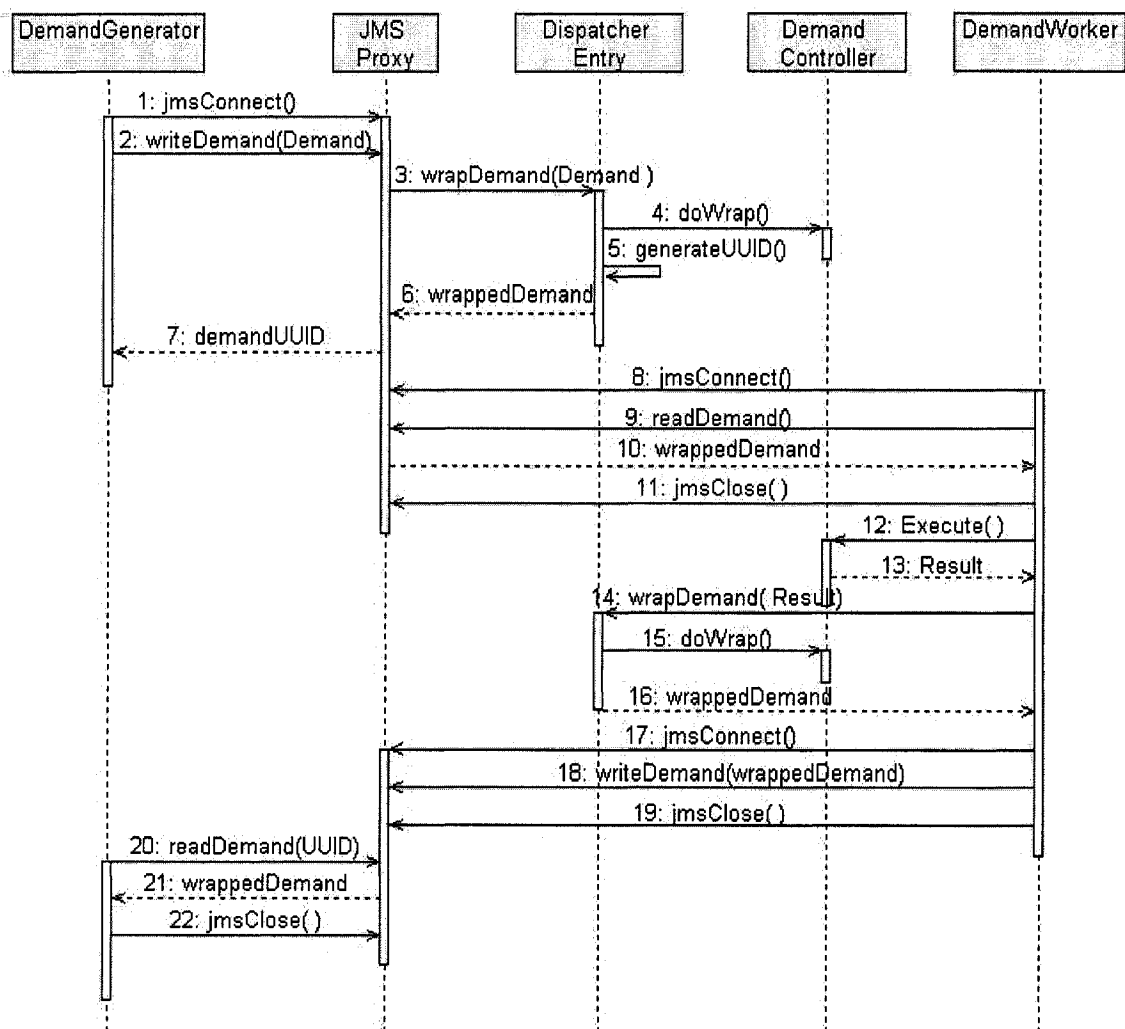 DemandGenerator
JMS
Proxy
Dispatcher
Entry
Demand
Controller
DemandWorker
1: jmsConnect()
2: writeDemand(Demand)
3: wrapDemand(Demand )
4: doWrap()
5: generateUUID()
6: wrappedDemand
7: demandUUID
8: jmsConnect()
9: readDemand()
10: wrappedDemand
11: jmsClose( )
12: Execute( )
13: Result
14: wrapDemand( Result)
15: doWrap()
16: wrappedDemand
17: jmsConnect()
18: writeDemand(wrappedDemand)
19: jmsClose( )
20: readDemand(UUID)
21: wrappedDemand
22: jmsClose( )